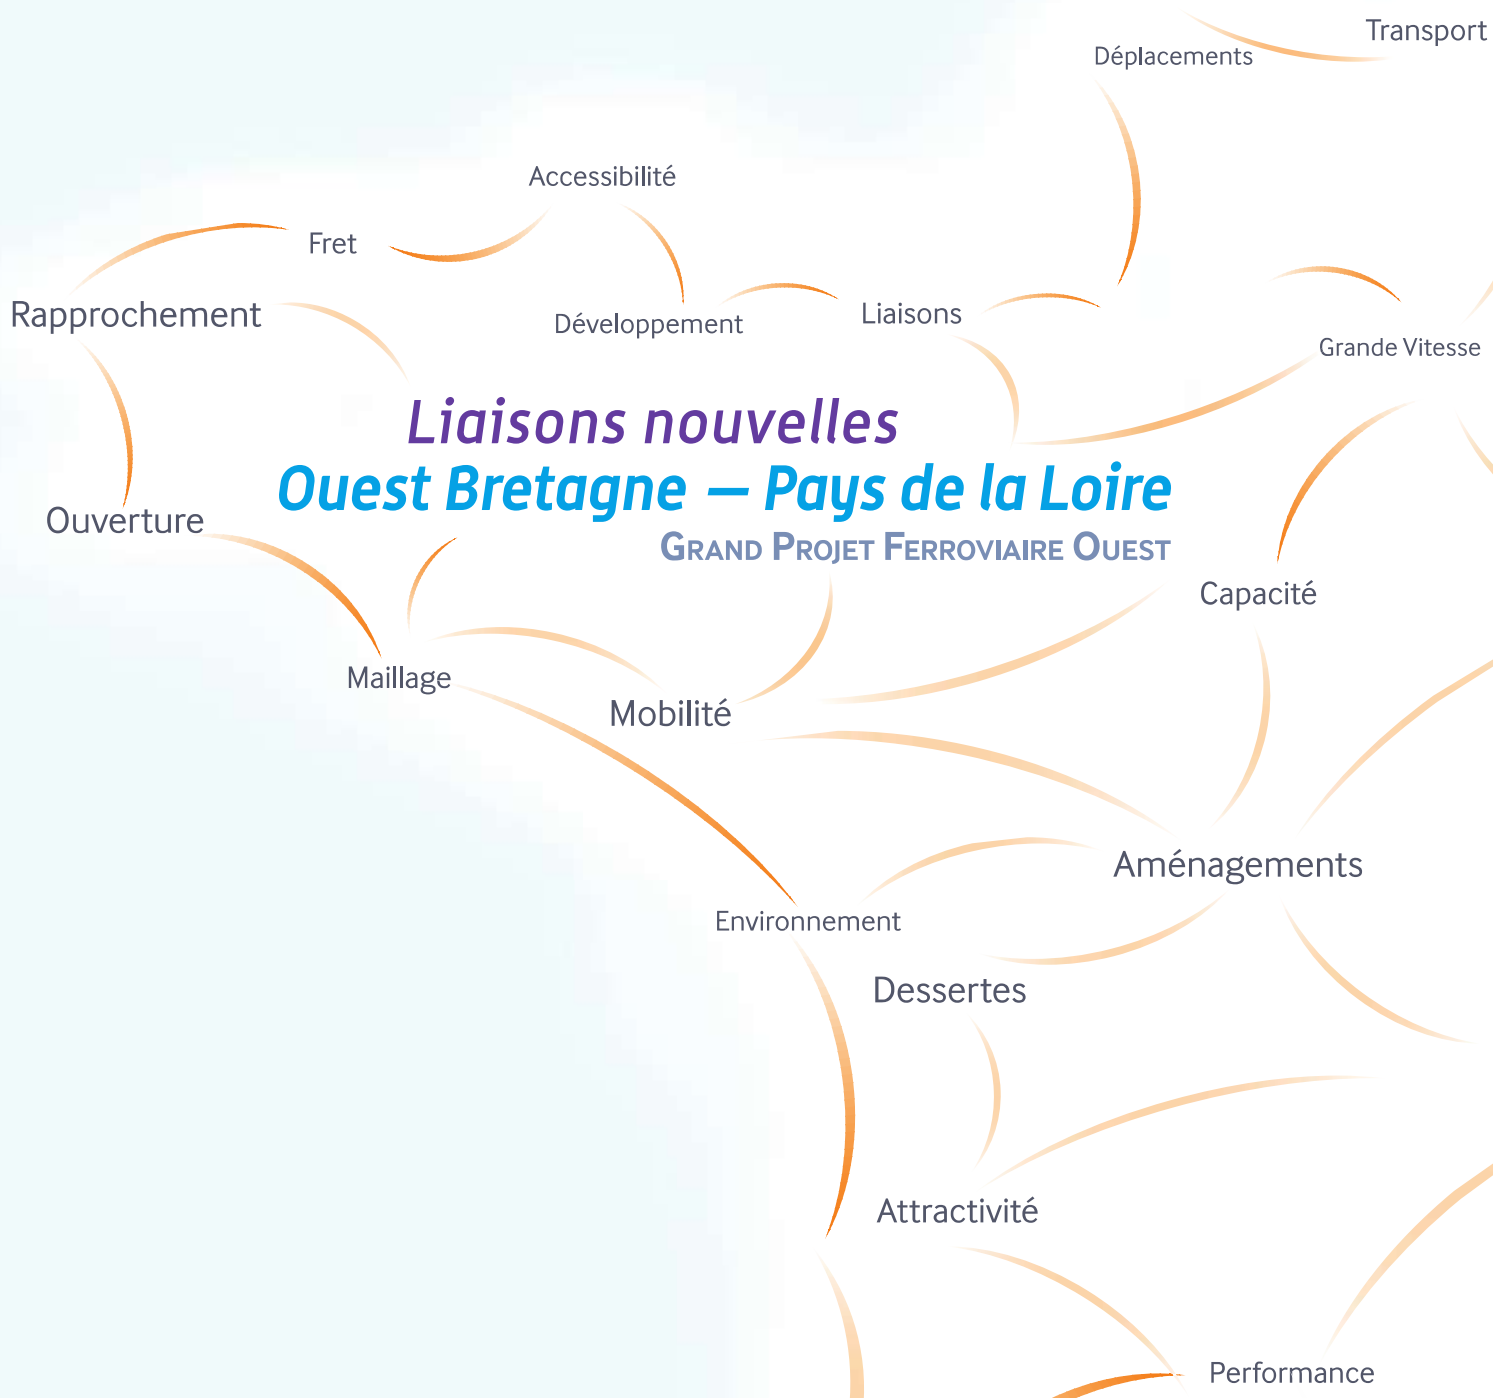 Transport
Déplacements
Accessibilité
Fret
Rapprochement
Développement
Liaisons
Grande Vitesse
Liaisons nouvelles
Ouest Bretagne – Pays de la Loire
GRAND PROJET FERROVIAIRE OUEST
Ouverture
Capacité
Maillage
Mobilité
Aménagements
Environnement
Dessertes
Attractivité
Performance